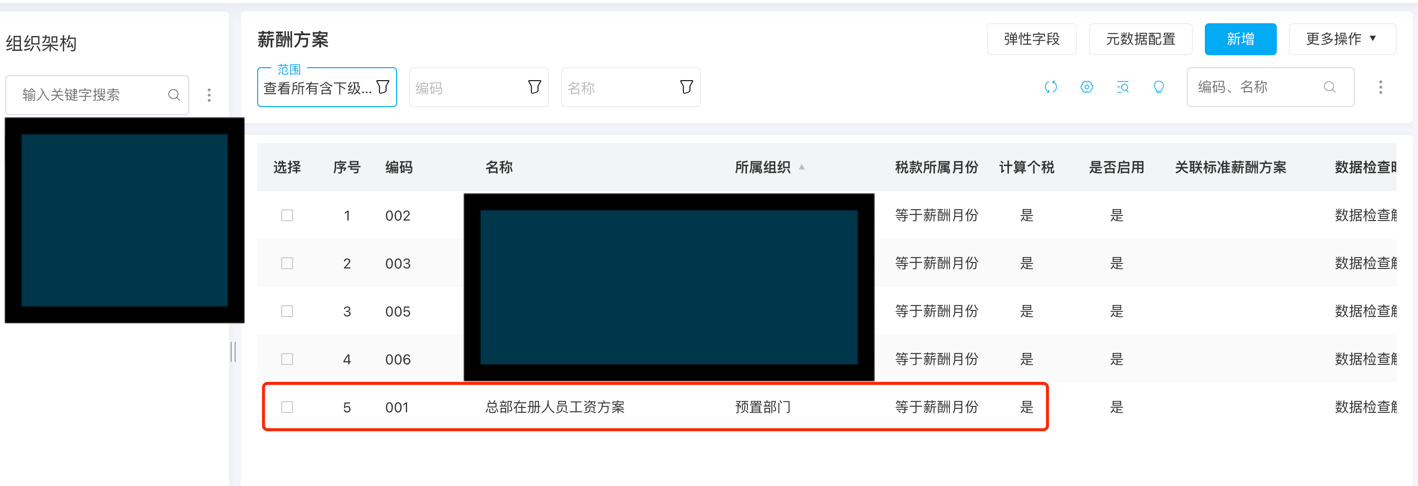 组织架构
输入关键字搜索
薪酬方案
弹性字段 元数据配置 新增 更多操作
范围
查看所有含下级... 编码 名称 编码、名称
选择 序号 编码 名称 所属组织 税款所属月份 计算个税 是否启用 关联标准薪酬方案 数据检查
1 002 等于薪酬月份 是 是 数据检查
2 003 等于薪酬月份 是 是 数据检查
3 005 等于薪酬月份 是 是 数据检查
4 006 等于薪酬月份 是 是 数据检查
5 001 总部在册人员工资方案 预置部门 等于薪酬月份 是 是 数据检查